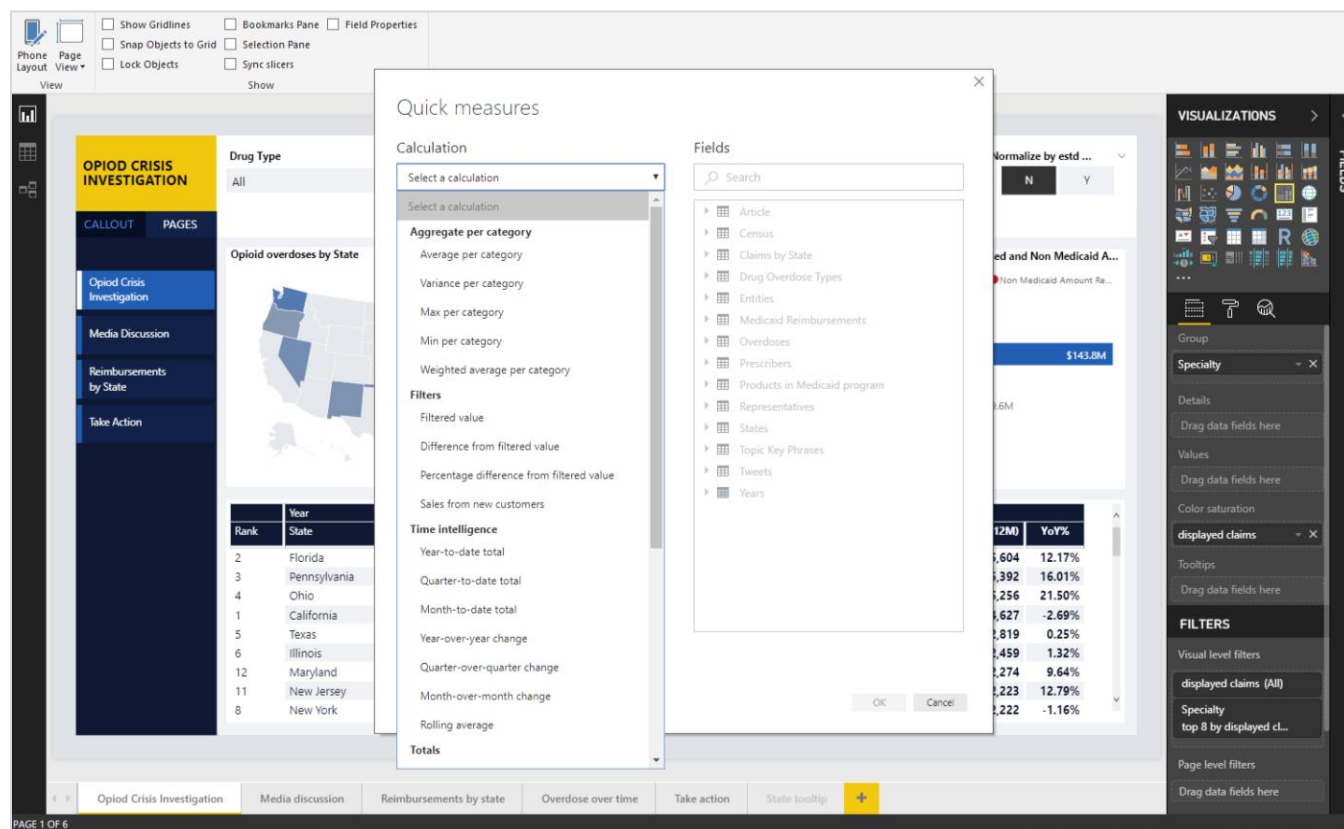 Show Gridlines
Bookmarks Pane
Field Properties
Snap Objects to Grid
Selection Pane
Lock Objects
Sync slicers
Phone Layout
Page View
View
Show
OPIOD CRISIS
INVESTIGATION
CALLOUT PAGES
Opiod Crisis
Investigation
Media Discussion
Reimbursements
by State
Take Action
Drug Type
All
Opioid overdoses by State
Year
Rank State
2 Florida
3 Pennsylvania
4 Ohio
1 California
5 Texas
6 Illinois
12 Maryland
11 New Jersey
8 New York
Quick measures
Calculation
Select a calculation
Select a calculation
Aggregate per category
Average per category
Variance per category
Max per category
Min per category
Weighted average per category
Filters
Filtered value
Difference from filtered value
Percentage difference from filtered value
Sales from new customers
Time intelligence
Year-to-date total
Quarter-to-date total
Month-to-date total
Year-over-year change
Quarter-over-quarter change
Month-over-month change
Rolling average
Totals
Fields
Search
Article
Census
Claims by State
Drug Overdose Types
Entities
Medicaid Reimbursements
Overdoses
Prescribers
Products in Medicaid program
Representatives
States
Topic Key Phrases
Tweets
Years
OK Cancel
Normalize by estd ...
N Y
ed and Non Medicaid A...
Non Medicaid Amount Re...
$143.8M
.6M
12M) YoY%
,604 12.17%
,392 16.01%
,256 21.50%
,627 -2.69%
,819 0.25%
,459 1.32%
,274 9.64%
,223 12.79%
,222 -1.16%
VISUALIZATIONS
FIELDS
Group
Specialty
Details
Drag data fields here
Values
Drag data fields here
Color saturation
displayed claims
Tooltips
Drag data fields here
FILTERS
Visual level filters
displayed claims (All)
Specialty
top 8 by displayed cl...
Page level filters
Drag data fields here
Opiod Crisis Investigation
Media discussion
Reimbursements by state
Overdose over time
Take action
State tooltip
PAGE 1 OF 6